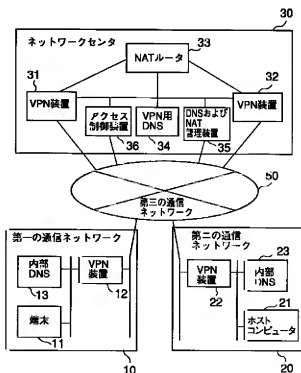 30
ネットワークセンタ
33
NATルータ
31
32
VPN装置
VPN装置
アクセス
制御装置
VPN用
DNS
DNSおよび
NAT
管理装置
36
34
35
50
第三の通信
ネットワーク
第一の通信ネットワーク
内部
DNS
13
VPN
装置
12
端末
11
10
第二の通信
ネットワーク
23
VPN
装置
22
内部
DNS
21
ホスト
コンピュータ
20